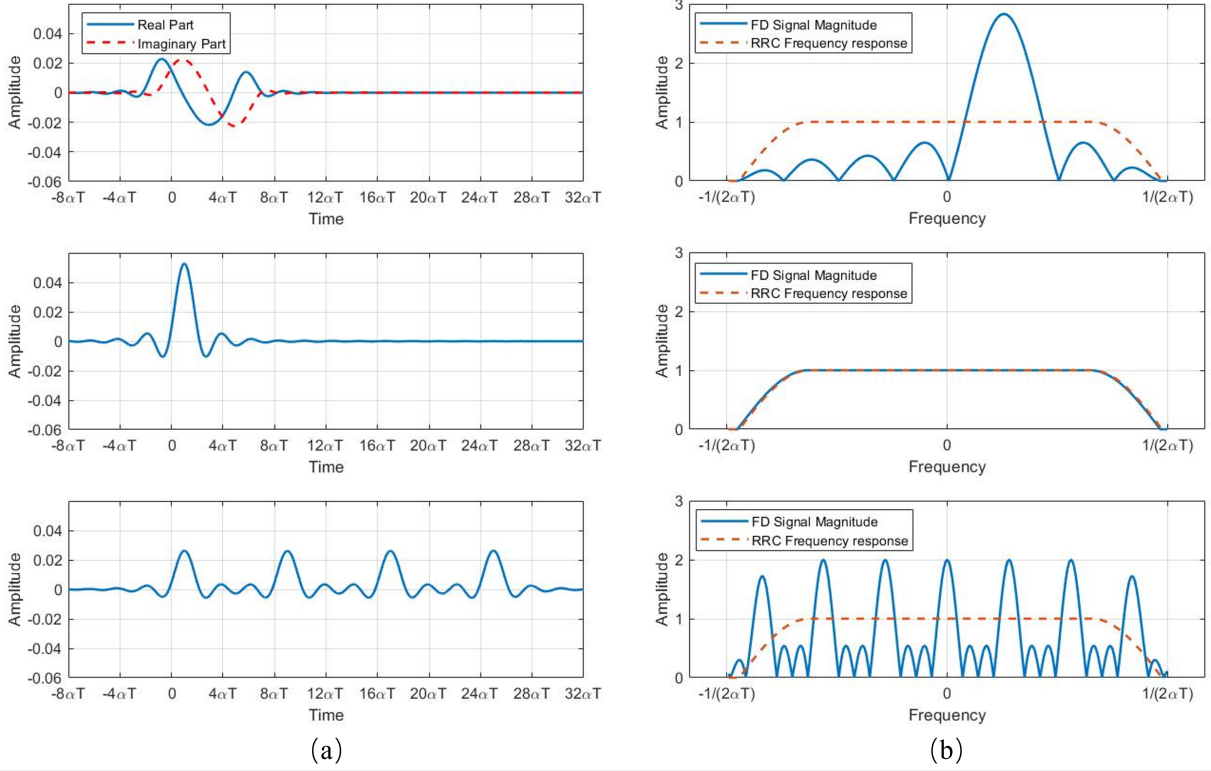 Real Part
Imaginary Part
0.04
0.02
0
-0.02
-0.04
-0.06
Amplitude
-8αT -4αT 0 4αT 8αT 12αT 16αT 20αT 24αT 28αT 32αT
Time
FD Signal Magnitude
RRC Frequency response
3
2
1
0
Amplitude
-1/(2αT) 0 1/(2αT)
Frequency
0.04
0.02
0
-0.02
-0.04
-0.06
Amplitude
-8αT -4αT 0 4αT 8αT 12αT 16αT 20αT 24αT 28αT 32αT
Time
FD Signal Magnitude
RRC Frequency response
3
2
1
0
Amplitude
-1/(2αT) 0 1/(2αT)
Frequency
0.04
0.02
0
-0.02
-0.04
-0.06
Amplitude
-8αT -4αT 0 4αT 8αT 12αT 16αT 20αT 24αT 28αT 32αT
Time
FD Signal Magnitude
RRC Frequency response
3
2
1
0
Amplitude
-1/(2αT) 0 1/(2αT)
Frequency
(a)
(b)